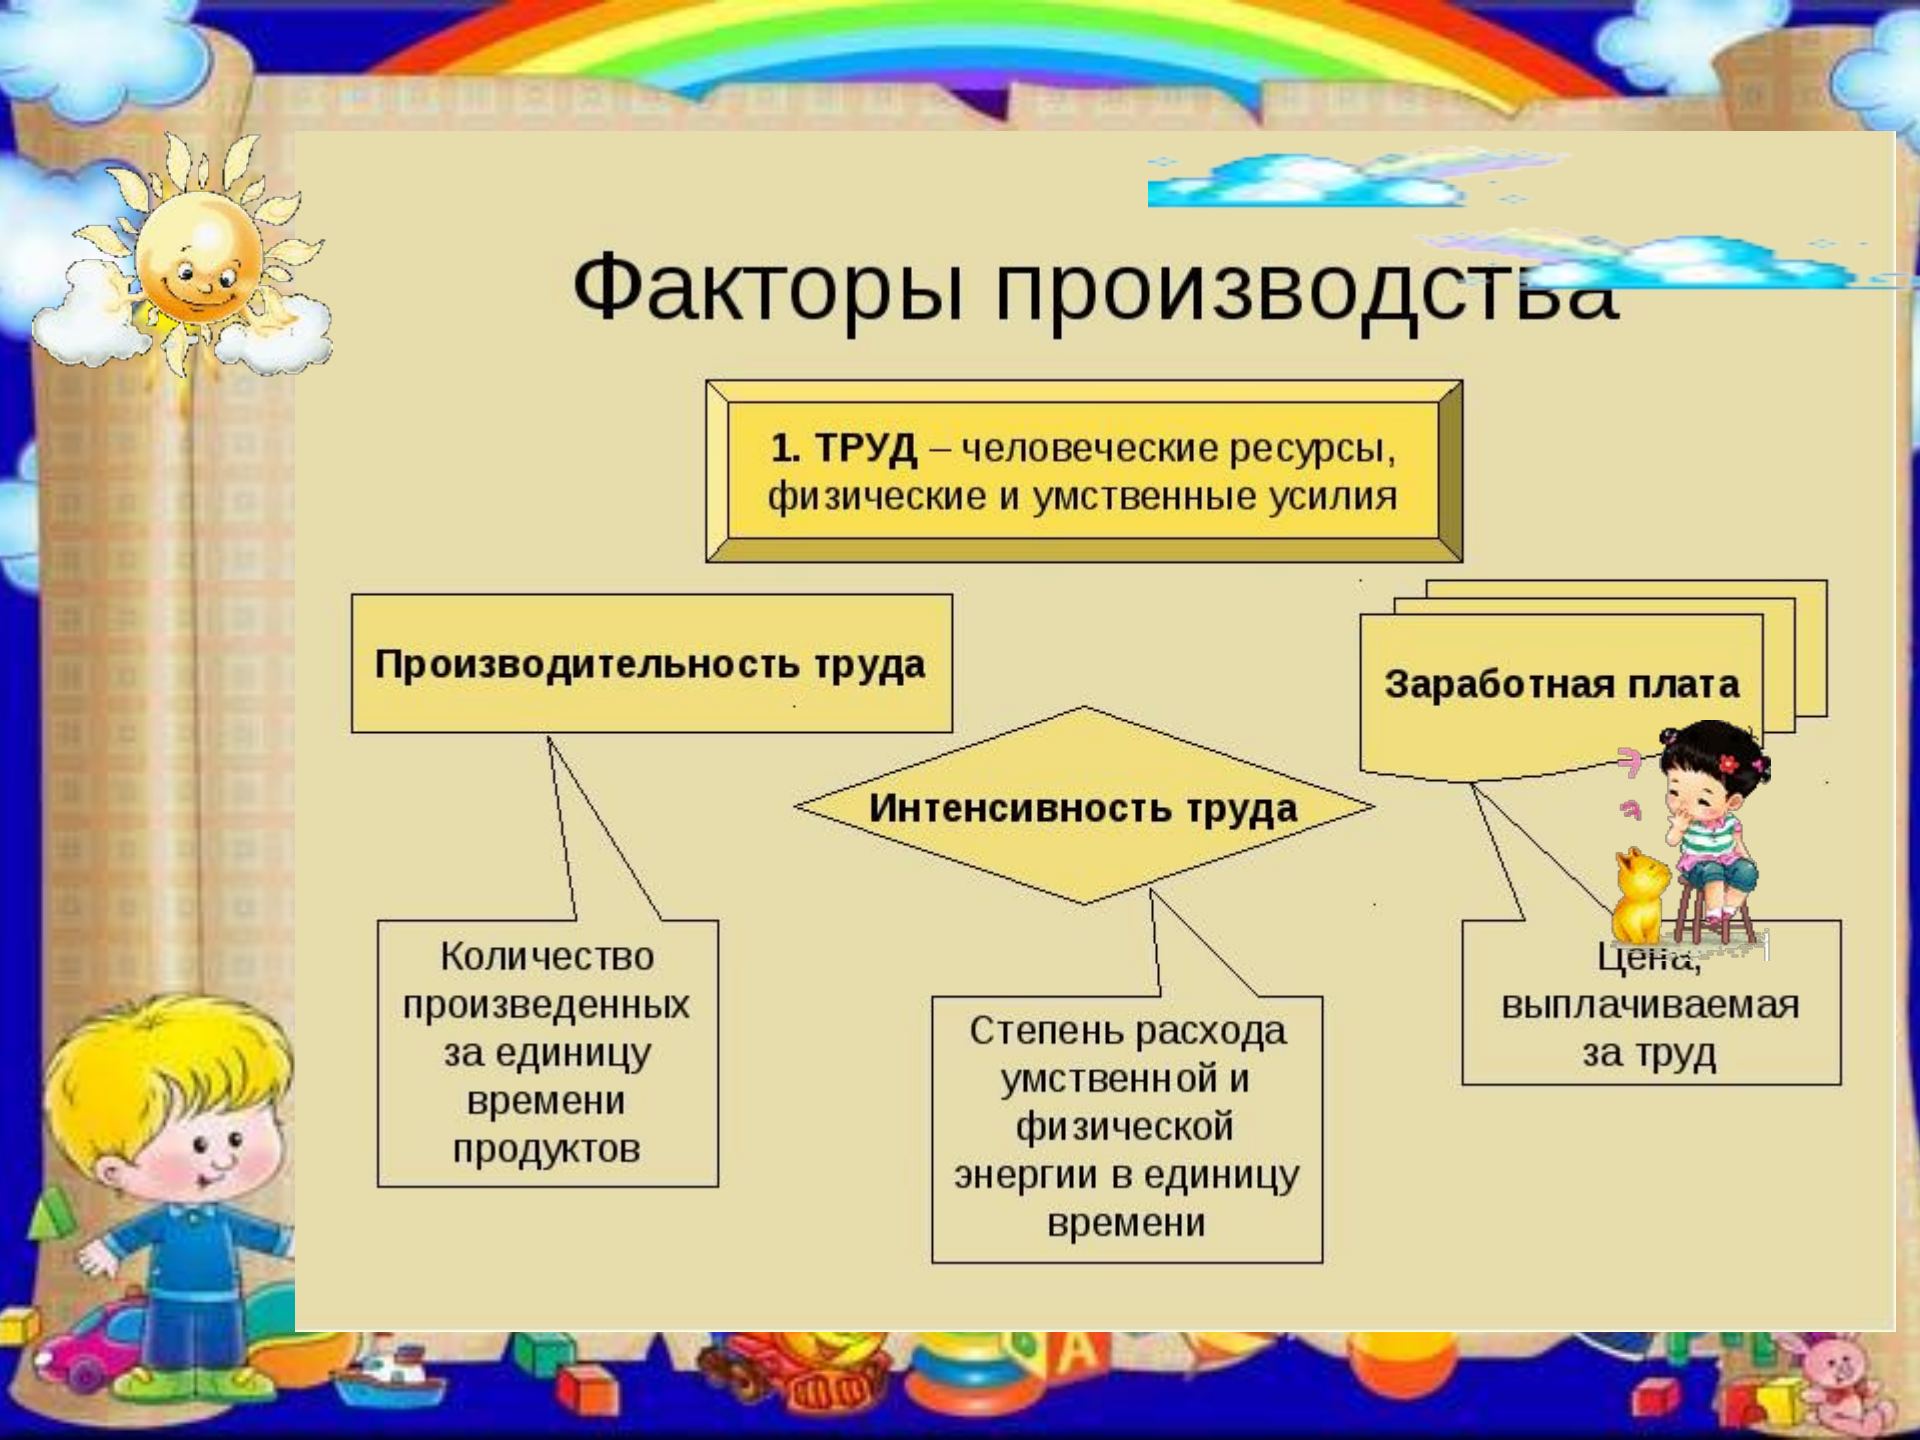 Факторы производства
1. ТРУД – человеческие ресурсы,
физические и умственные усилия
Производительность труда
Заработная плата
Интенсивность труда
Количество
произведенных
за единицу
времени
продуктов
Степень расхода
умственной и
физической
энергии в единицу
времени
Цена,
выплачиваемая
за труд
А